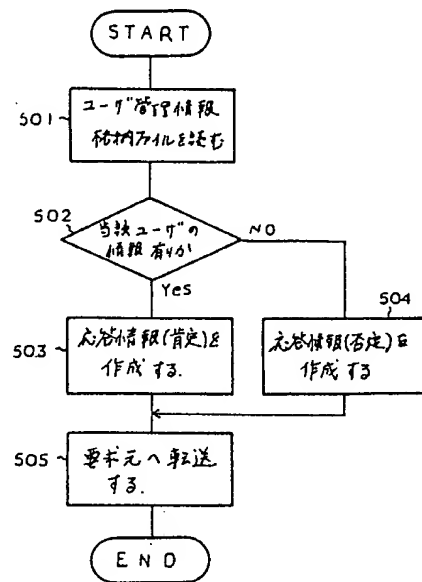 START
501
ユーザ管理情報
格納ファイルを読む
502
当該ユーザの
情報有りか
NO
Yes
504
503
応答情報(肯定)を
作成する.
応答情報(否定)を
作成する
505
要求元へ転送
する.
END